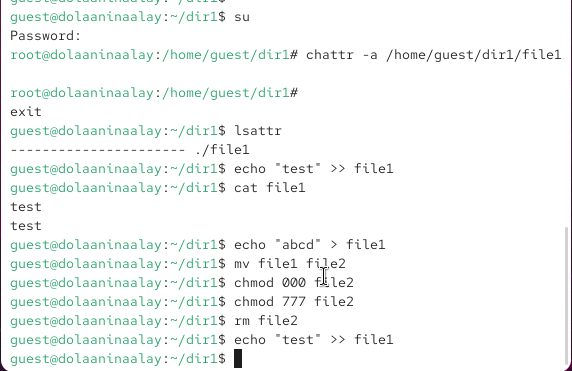 guest@dolaaninaalay:~/dir1$ su
Password:
root@dolaaninaalay:/home/guest/dir1# chattr -a /home/guest/dir1/file1
root@dolaaninaalay:/home/guest/dir1#
exit
guest@dolaaninaalay:~/dir1$ lsattr
---------------------- ./file1
guest@dolaaninaalay:~/dir1$ echo "test" >> file1
guest@dolaaninaalay:~/dir1$ cat file1
test
test
guest@dolaaninaalay:~/dir1$ echo "abcd" > file1
guest@dolaaninaalay:~/dir1$ mv file1 file2
guest@dolaaninaalay:~/dir1$ chmod 000 file2
guest@dolaaninaalay:~/dir1$ chmod 777 file2
guest@dolaaninaalay:~/dir1$ rm file2
guest@dolaaninaalay:~/dir1$ echo "test" >> file1
guest@dolaaninaalay:~/dir1$